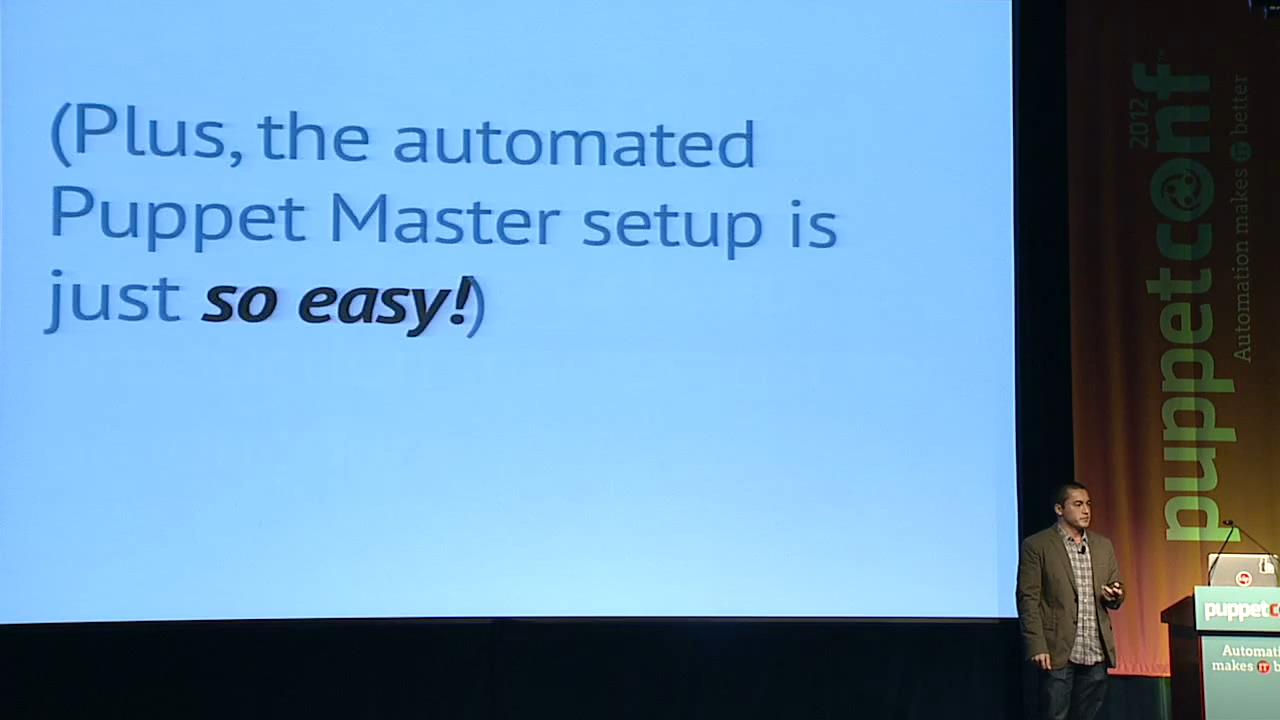 (Plus, the automated
Puppet Master setup is
just so easy!)
2012
puppetconf
Automation makes IT better
puppetc
Automati
makes IT b